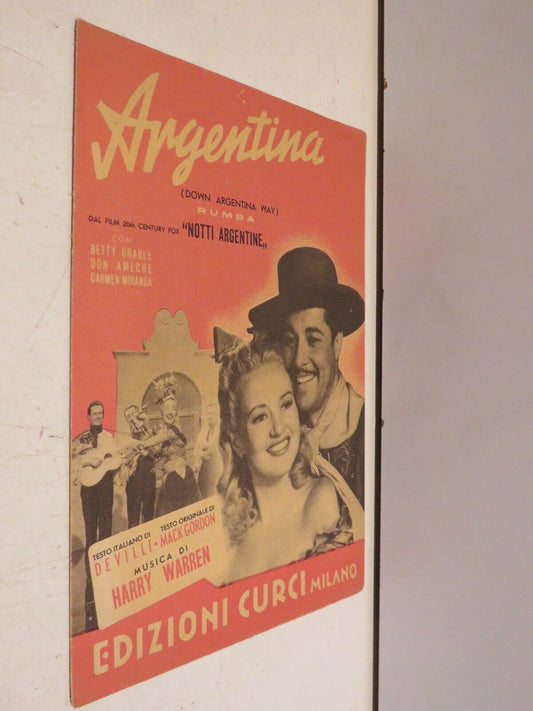 Argentina
(DOWN ARGENTINA WAY)
RUMBA
DAL FILM 20th CENTURY FOX "NOTTI ARGENTINE„
CON
BETTY GRABLE
DON AMECHE
CARMEN MIRANDA
TESTO ITALIANO DI TESTO ORIGINALE DI
DEVILLI - MACK GORDON
MUSICA DI
HARRY WARREN
EDIZIONI CURCI MILANO